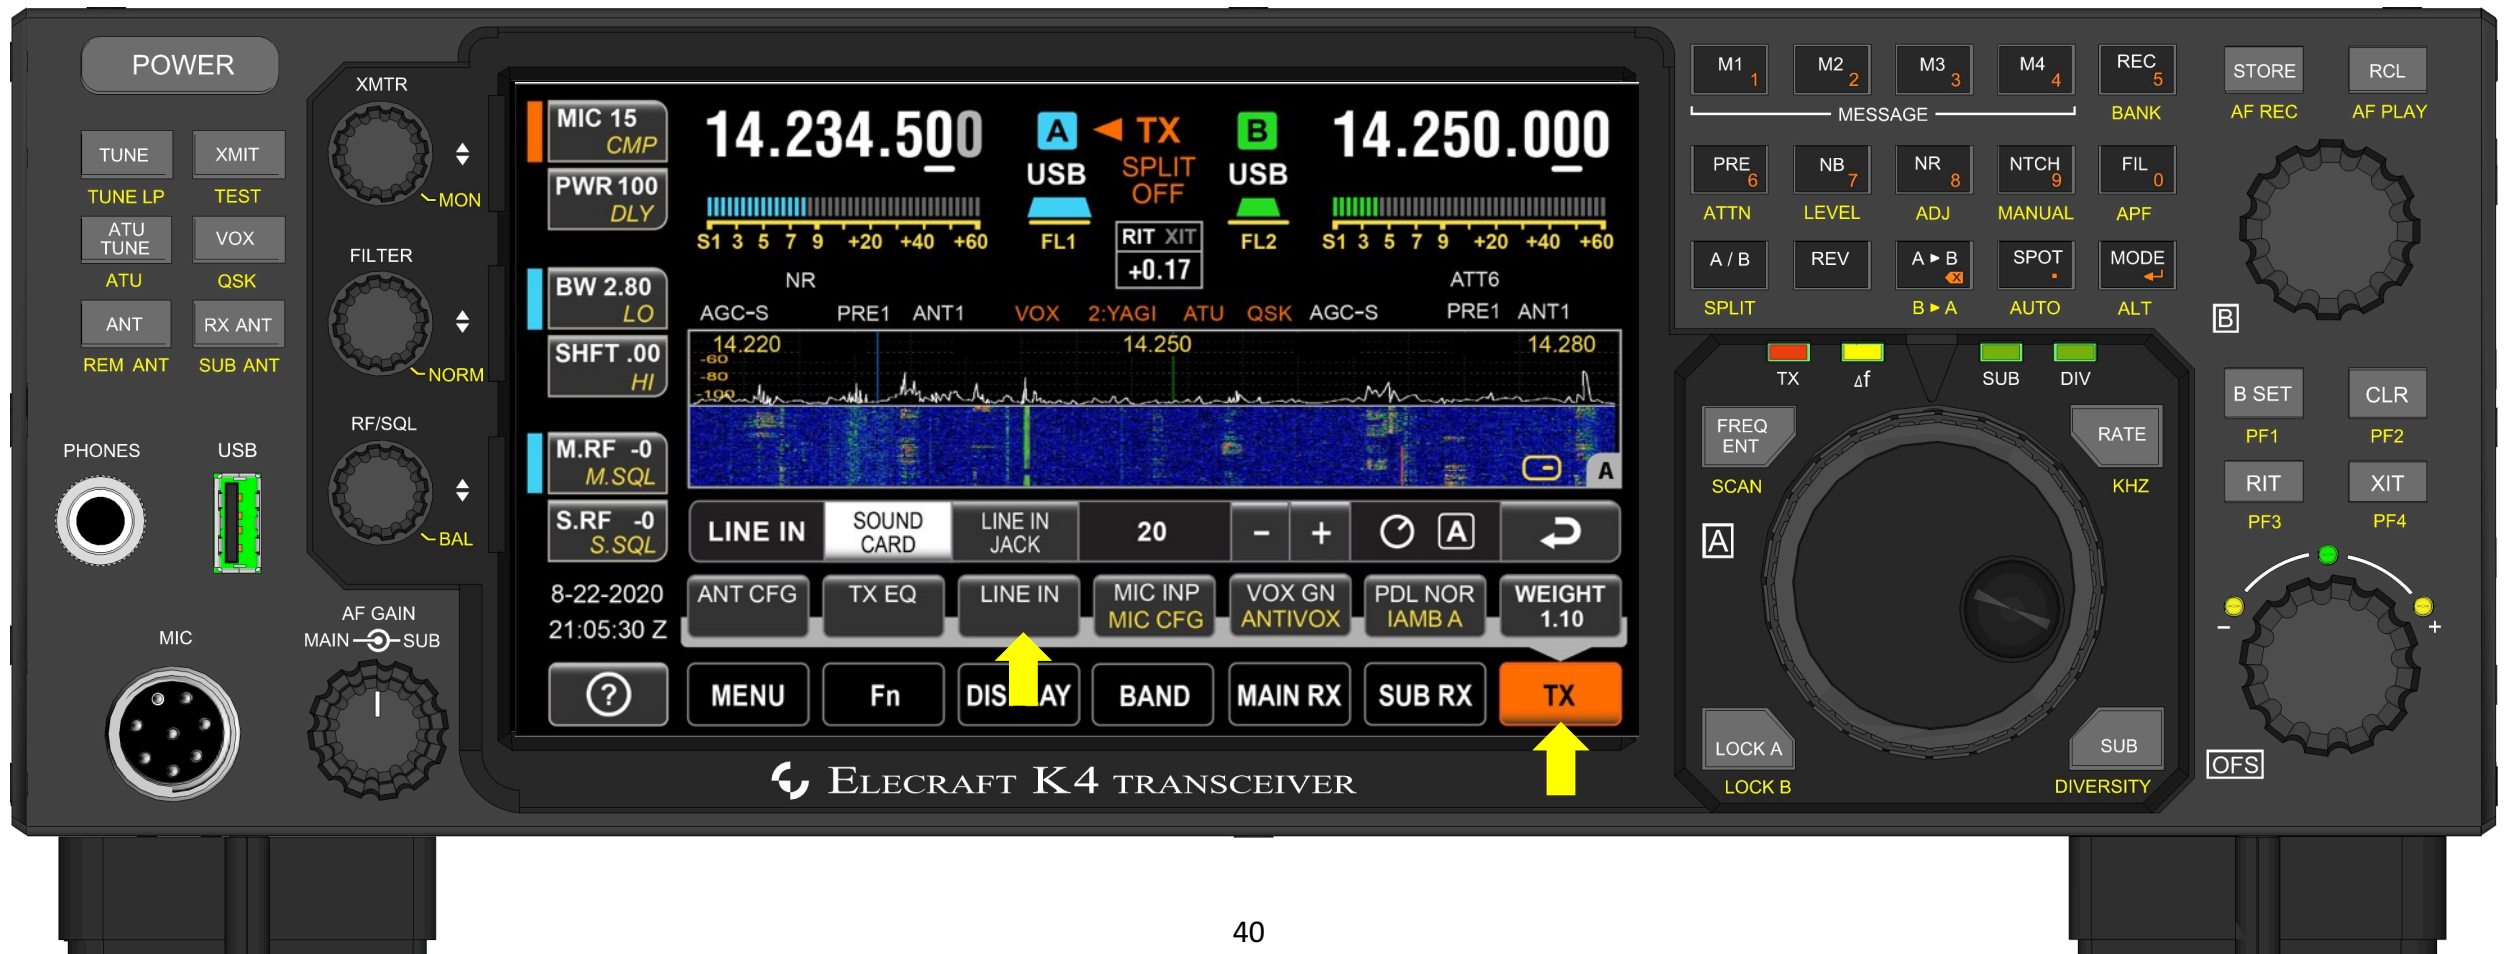 POWER
TUNE
XMIT
TUNE LP
TEST
ATU
TUNE
VOX
ATU
QSK
ANT
RX ANT
REM ANT
SUB ANT
PHONES
USB
MIC
XMTR
MON
FILTER
NORM
RF/SQL
BAL
AF GAIN
MAIN
SUB
MIC 15
CMP
PWR 100
DLY
BW 2.80
LO
SHFT .00
HI
M.RF -0
M.SQL
S.RF -0
S.SQL
8-22-2020
21:05:30 Z
?
14.234.500
A
TX
B
14.250.000
USB
SPLIT
OFF
USB
S1 3 5 7 9 +20 +40 +60
FL1
RIT XIT
+0.17
FL2
S1 3 5 7 9 +20 +40 +60
NR
ATT6
AGC-S
PRE1
ANT1
VOX
2:YAGI
ATU
QSK
AGC-S
PRE1
ANT1
14.220
14.250
14.280
-60
-80
-100
A
LINE IN
SOUND
CARD
LINE IN
JACK
20
-
+
A
ANT CFG
TX EQ
LINE IN
MIC INP
MIC CFG
VOX GN
ANTIVOX
PDL NOR
IAMB A
WEIGHT
1.10
MENU
Fn
DIS AY
BAND
MAIN RX
SUB RX
TX
ELECRAFT K4 TRANSCEIVER
M1 1
M2 2
M3 3
M4 4
REC 5
STORE
RCL
MESSAGE
BANK
AF REC
AF PLAY
PRE 6
NB 7
NR 8
NTCH 9
FIL 0
ATTN
LEVEL
ADJ
MANUAL
APF
A / B
REV
A ▸ B
SPOT .
MODE
SPLIT
B ▸ A
AUTO
ALT
B
TX
Δf
SUB
DIV
FREQ
ENT
RATE
SCAN
KHZ
A
LOCK A
SUB
LOCK B
DIVERSITY
B SET
CLR
PF1
PF2
RIT
XIT
PF3
PF4
-
+
OFS
40